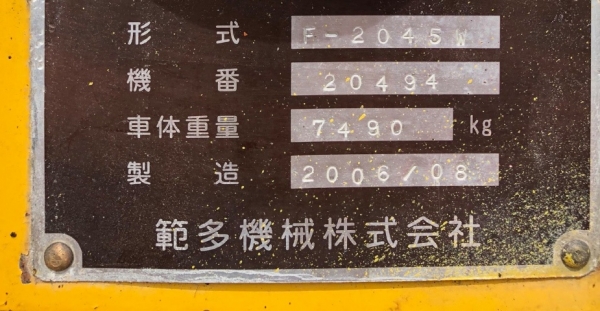 形式 F-2045W
機番 20494
車体重量 7490 kg
製造 2006/08
範多機械株式会社